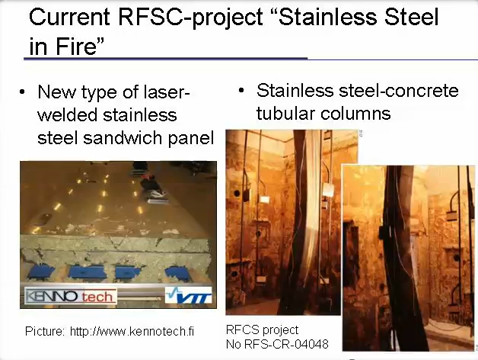 Current RFSC-project “Stainless Steel
in Fire”
• New type of laser-
welded stainless
steel sandwich panel
• Stainless steel-concrete
tubular columns
KENNO tech
VTT
Picture: http://www.kennotech.fi
RFCS project
No RFS-CR-04048